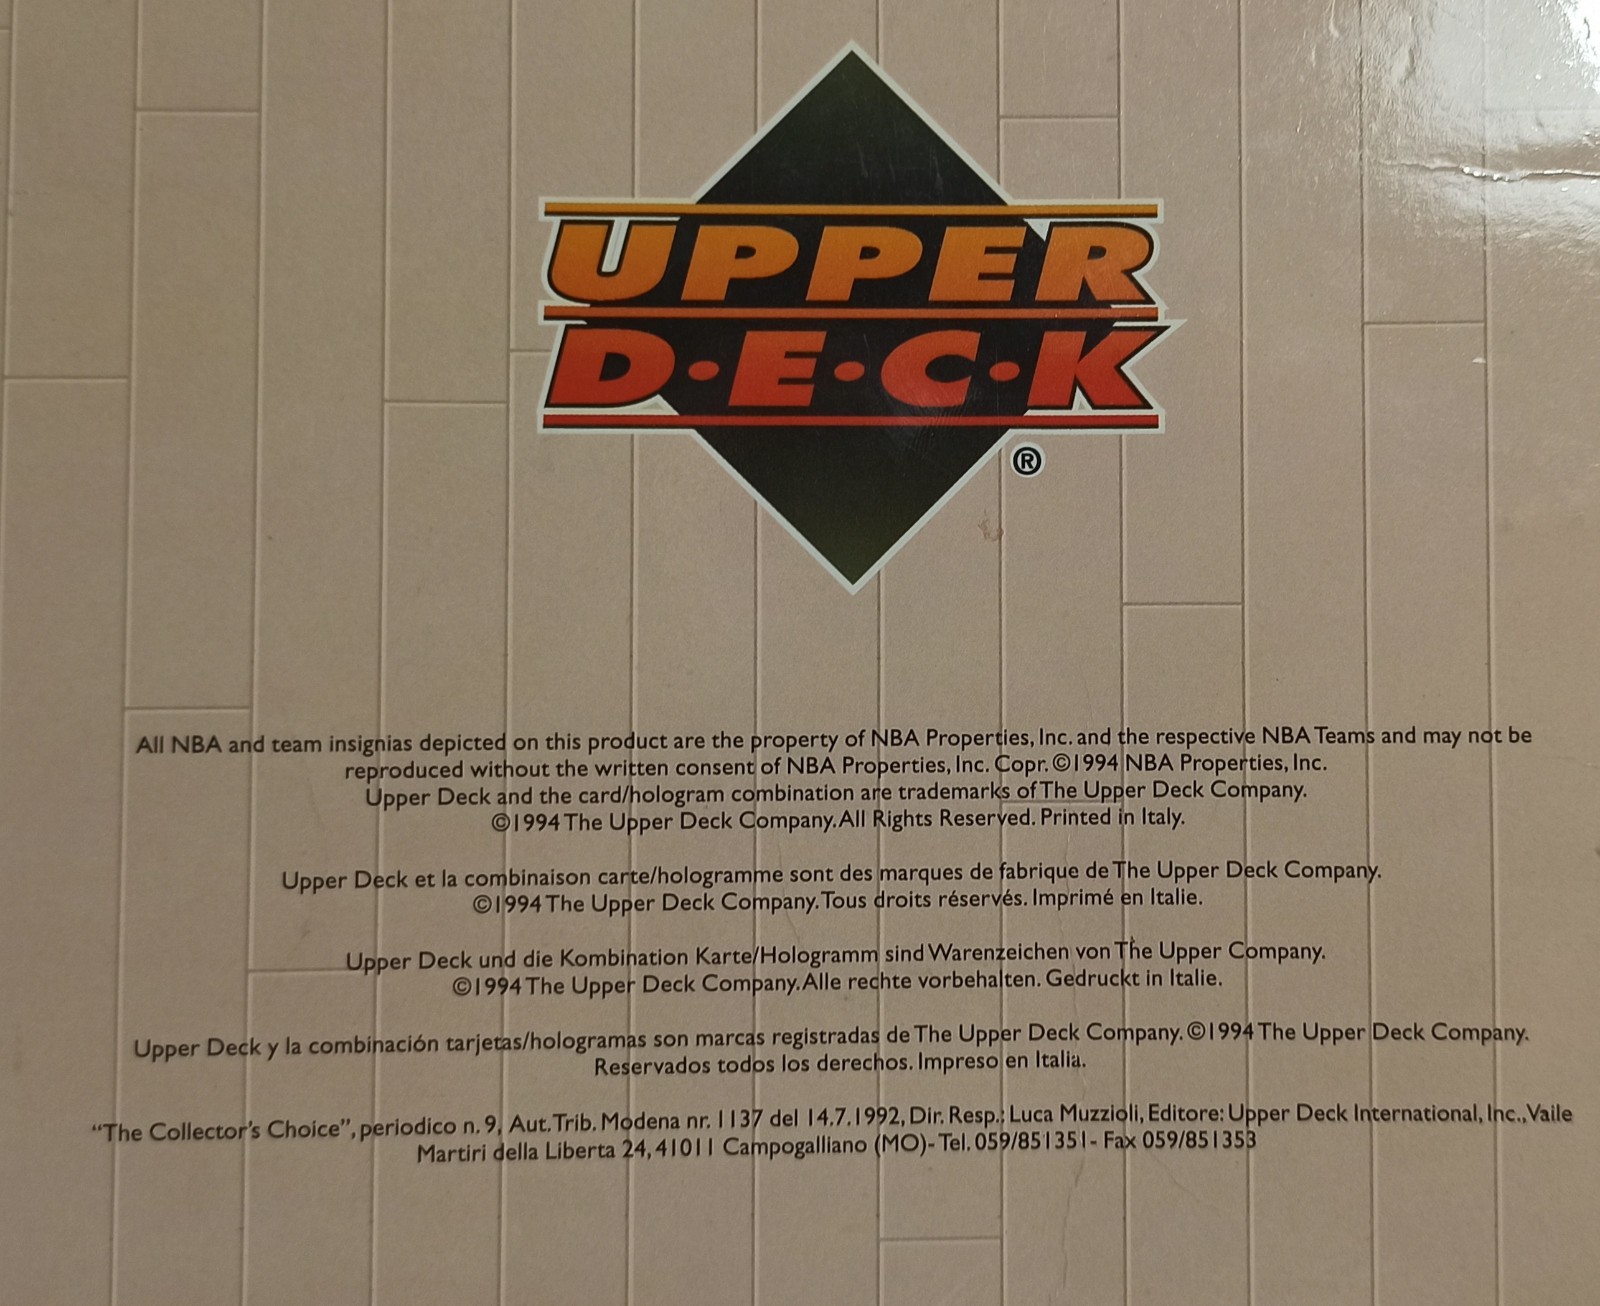 UPPER
D·E·C·K
®
All NBA and team insignias depicted on this product are the property of NBA Properties, Inc. and the respective NBA Teams and may not be
reproduced without the written consent of NBA Properties, Inc. Copr. ©1994 NBA Properties, Inc.
Upper Deck and the card/hologram combination are trademarks of The Upper Deck Company.
©1994 The Upper Deck Company. All Rights Reserved. Printed in Italy.
Upper Deck et la combinaison carte/hologramme sont des marques de fabrique de The Upper Deck Company.
©1994 The Upper Deck Company. Tous droits réservés. Imprimé en Italie.
Upper Deck und die Kombination Karte/Hologramm sind Warenzeichen von The Upper Company.
©1994 The Upper Deck Company. Alle rechte vorbehalten. Gedruckt in Italie.
Upper Deck y la combinación tarjetas/hologramas son marcas registradas de The Upper Deck Company. ©1994 The Upper Deck Company.
Reservados todos los derechos. Impreso en Italia.
“The Collector's Choice”, periodico n. 9, Aut. Trib. Modena nr. 1137 del 14.7.1992, Dir. Resp.: Luca Muzzioli, Editore: Upper Deck International, Inc., Vaile
Martiri della Liberta 24, 41011 Campogalliano (MO)- Tel. 059/851351- Fax 059/851353